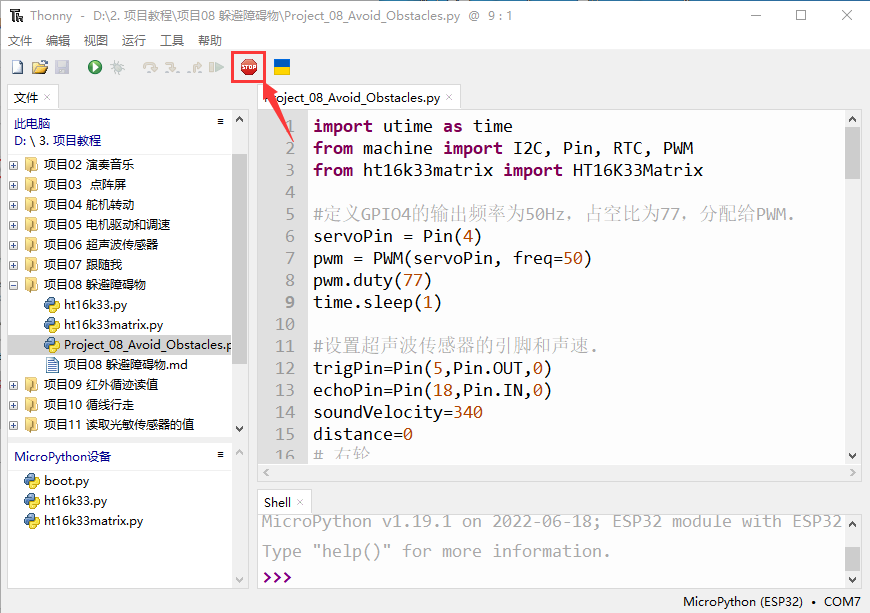 Thonny - D:\2. 项目教程\项目08 躲避障碍物\Project_08_Avoid_Obstacles.py @ 9 : 1
文件 编辑 视图 运行 工具 帮助
STOP
文件 ×
此电脑
D: \ 3. 项目教程
项目02 演奏音乐
项目03 点阵屏
项目04 舵机转动
项目05 电机驱动和调速
项目06 超声波传感器
项目07 跟随我
项目08 躲避障碍物
ht16k33.py
ht16k33matrix.py
Project_08_Avoid_Obstacles.p
项目08 躲避障碍物.md
项目09 红外循迹读值
项目10 循线行走
项目11 读取光敏传感器的值
MicroPython设备
boot.py
ht16k33.py
ht16k33matrix.py
roject_08_Avoid_Obstacles.py ×
1 import utime as time
2 from machine import I2C, Pin, RTC, PWM
3 from ht16k33matrix import HT16K33Matrix
4
5 #定义GPIO4的输出频率为50Hz，占空比为77，分配给PWM.
6 servoPin = Pin(4)
7 pwm = PWM(servoPin, freq=50)
8 pwm.duty(77)
9 time.sleep(1)
10
11 #设置超声波传感器的引脚和声速.
12 trigPin=Pin(5,Pin.OUT,0)
13 echoPin=Pin(18,Pin.IN,0)
14 soundVelocity=340
15 distance=0
16 # 右轮
Shell ×
MicroPython v1.19.1 on 2022-06-18; ESP32 module with ESP32
Type "help()" for more information.
>>>
MicroPython (ESP32) • COM7